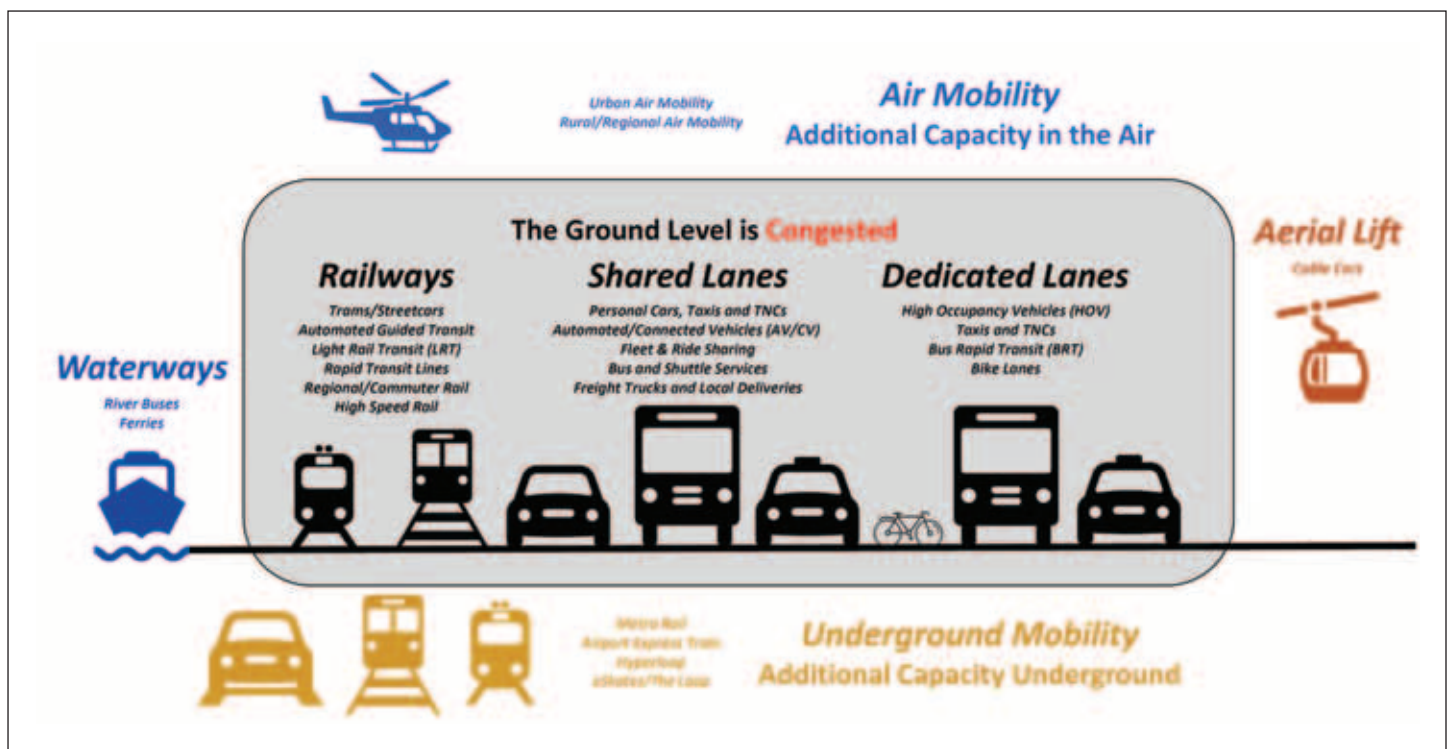 Urban Air Mobility
Rural/Regional Air Mobility
Air Mobility
Additional Capacity in the Air
The Ground Level is Congested
Railways
Trams/Streetcars
Automated Guided Transit
Light Rail Transit (LRT)
Rapid Transit Lines
Regional/Commuter Rail
High Speed Rail
Shared Lanes
Personal Cars, Taxis and TNCs
Automated/Connected Vehicles (AV/CV)
Fleet & Ride Sharing
Bus and Shuttle Services
Freight Trucks and Local Deliveries
Dedicated Lanes
High Occupancy Vehicles (HOV)
Taxis and TNCs
Bus Rapid Transit (BRT)
Bike Lanes
Waterways
River Buses
Ferries
Aerial Lift
Cable Cars
Metro Rail
Airport Express Train
Hyperloop
/The Loop
Underground Mobility
Additional Capacity Underground